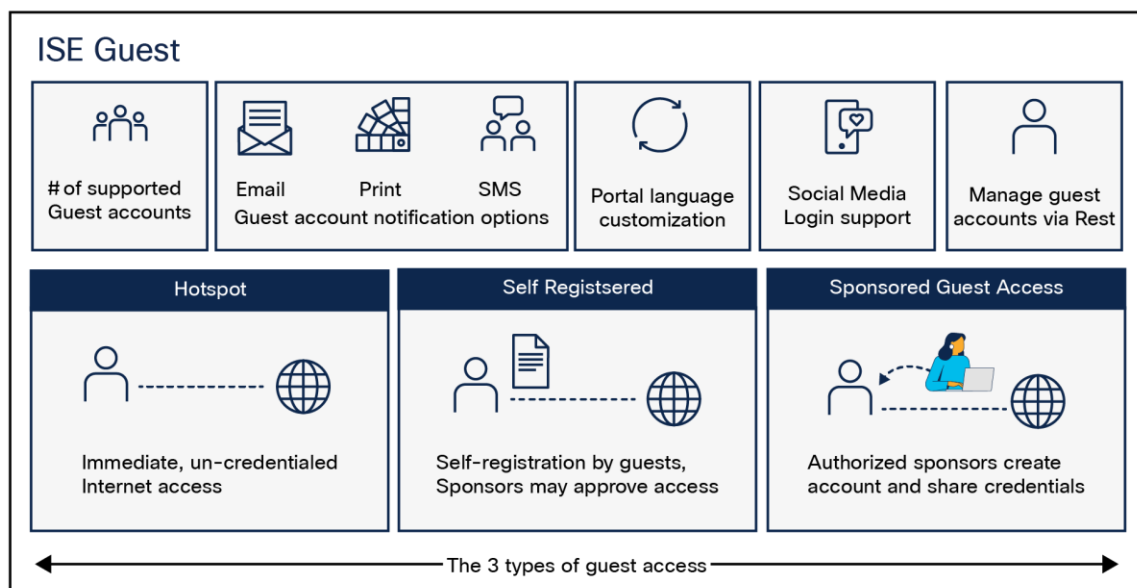 ISE Guest
# of supported
Guest accounts
Email
Print
SMS
Guest account notification options
Portal language
customization
Social Media
Login support
Manage guest
accounts via Rest
Hotspot
Self Registsered
Sponsored Guest Access
Immediate, un-credentialed
Internet access
Self-registration by guests,
Sponsors may approve access
Authorized sponsors create
account and share credentials
The 3 types of guest access